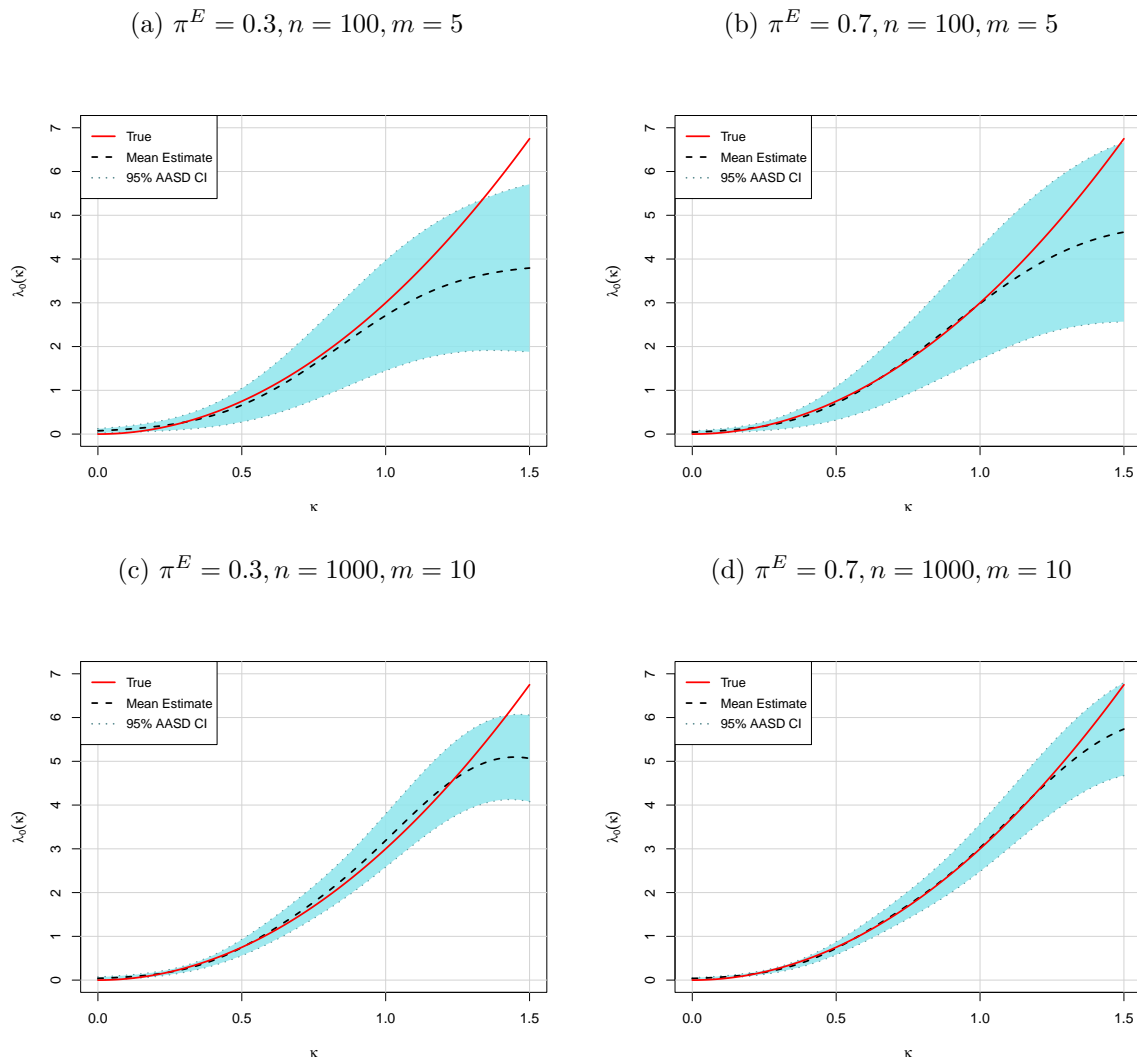 (a) π^E = 0.3, n = 100, m = 5
(b) π^E = 0.7, n = 100, m = 5
True
Mean Estimate
95% AASD CI
λ₀(κ)
0 1 2 3 4 5 6 7
0.0 0.5 1.0 1.5
κ
True
Mean Estimate
95% AASD CI
λ₀(κ)
0 1 2 3 4 5 6 7
0.0 0.5 1.0 1.5
κ
(c) π^E = 0.3, n = 1000, m = 10
(d) π^E = 0.7, n = 1000, m = 10
True
Mean Estimate
95% AASD CI
λ₀(κ)
0 1 2 3 4 5 6 7
0.0 0.5 1.0 1.5
κ
True
Mean Estimate
95% AASD CI
λ₀(κ)
0 1 2 3 4 5 6 7
0.0 0.5 1.0 1.5
κ